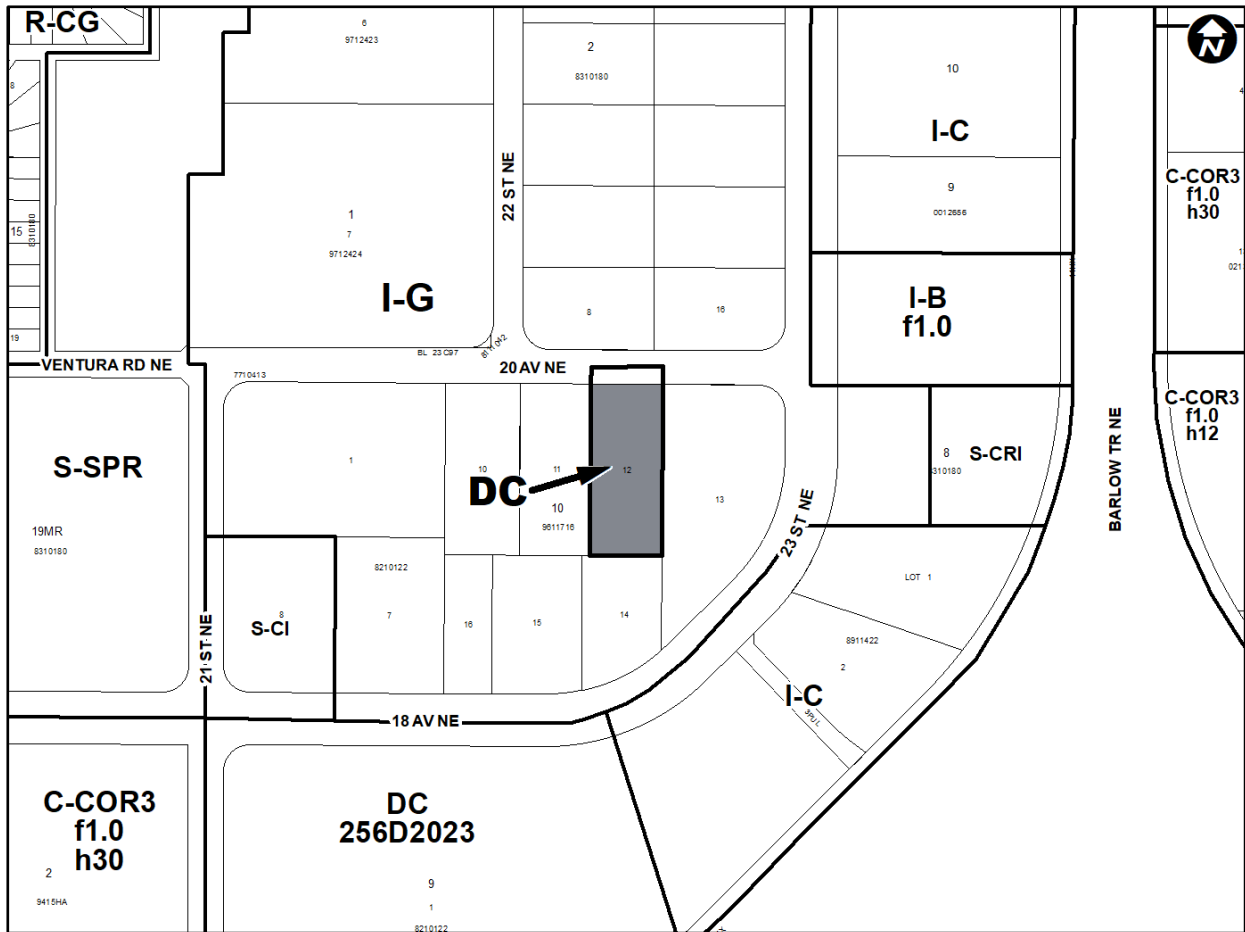 R-CG
6
9712423
2
8310180
10
I-C
N
8
22 ST NE
9
0012686
C-COR3
f1.0
h30
15
8310180
1
7
9712424
I-G
I-B
f1.0
8
16
19
BL 23 C97
VENTURA RD NE
20 AV NE
7710413
C-COR3
f1.0
h12
S-SPR
1
10
11
12
13
DC
10
9611716
8
S-CRI
BARLOW TR NE
19MR
8310180
23 ST NE
8210122
LOT 1
8
S-CI
7
16
15
14
21 ST NE
8911422
2
I-C
18 AV NE
C-COR3
f1.0
h30
2
9415HA
DC
256D2023
9
1
8210122